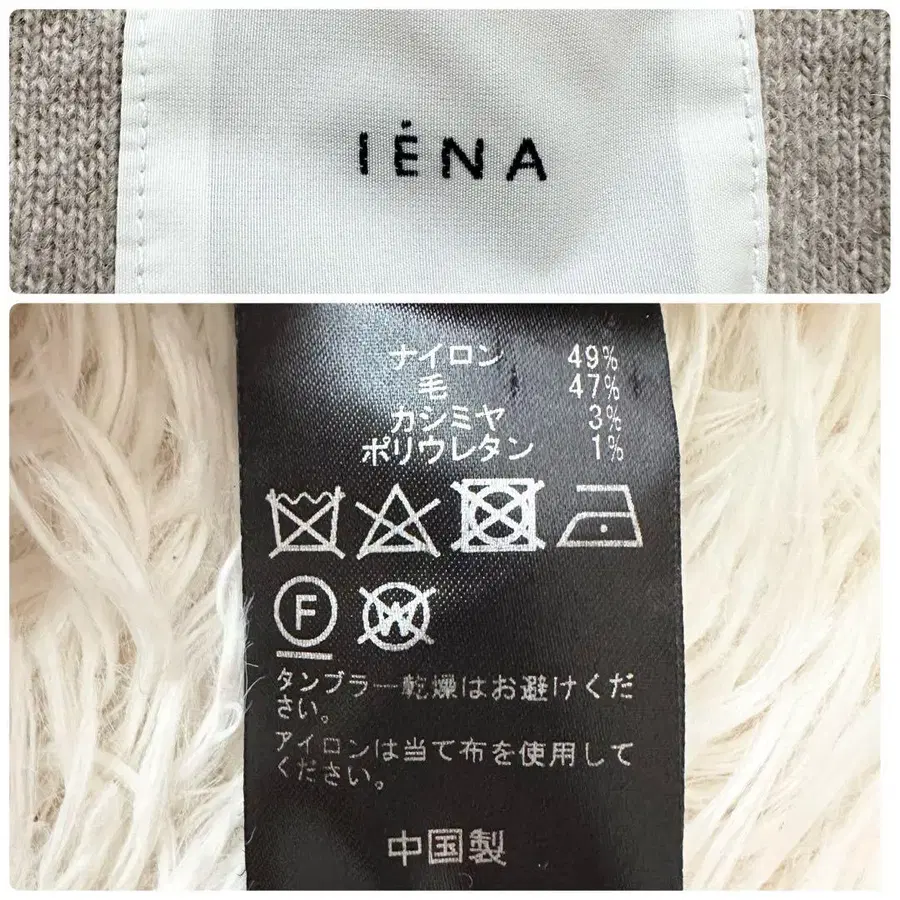 IÉNA
ナイロン 49%
毛 47%
カシミヤ 3%
ポリウレタン 1%
F
W
タンブラー乾燥はお避けくだ
さい。
アイロンは当て布を使用して
ください。
中国製